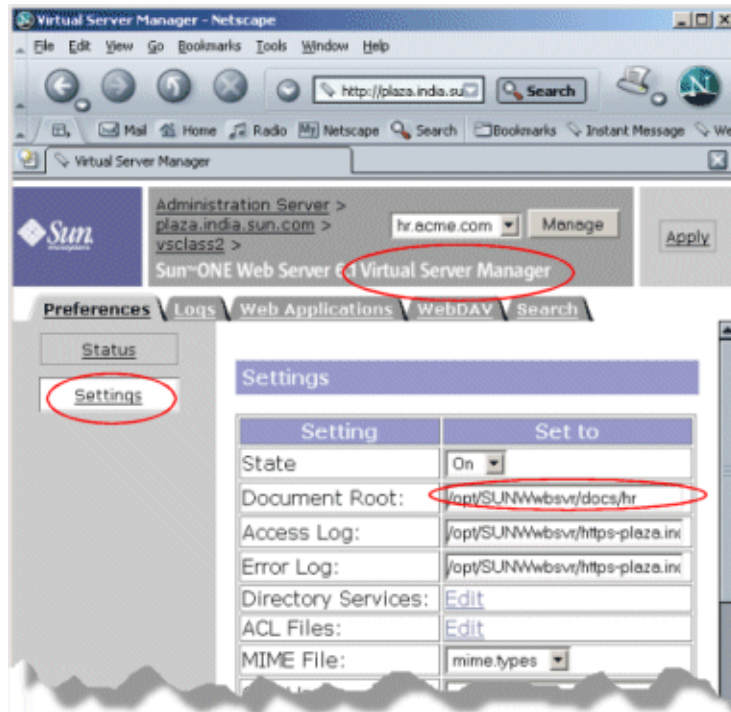 Virtual Server Manager - Netscape
File Edit View Go Bookmarks Tools Window Help
http://plaza.india.su Search
Mail Home Radio My Netscape Search Bookmarks Instant Message We
Virtual Server Manager
Sun
microsystems
Administration Server >
plaza.india.sun.com >
vsclass2 >
hr.acme.com Manage Apply
Sun ONE Web Server 6.1 Virtual Server Manager
Preferences Logs Web Applications WebDAV Search
Status
Settings
Settings
Setting Set to
State On
Document Root: /opt/SUNWwbsvr/docs/hr
Access Log: /opt/SUNWwbsvr/https-plaza.in
Error Log: /opt/SUNWwbsvr/https-plaza.in
Directory Services: Edit
ACL Files: Edit
MIME File: mime.types